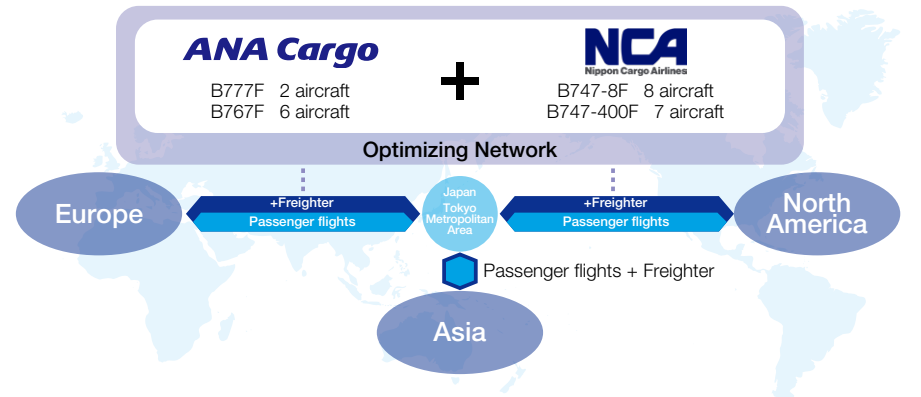 ANA Cargo
B777F 2 aircraft
B767F 6 aircraft
+
NCA
Nippon Cargo Airlines
B747-8F 8 aircraft
B747-400F 7 aircraft
Optimizing Network
Europe
+Freighter
Passenger flights
Japan
Tokyo
Metropolitan
Area
+Freighter
Passenger flights
North
America
Passenger flights + Freighter
Asia